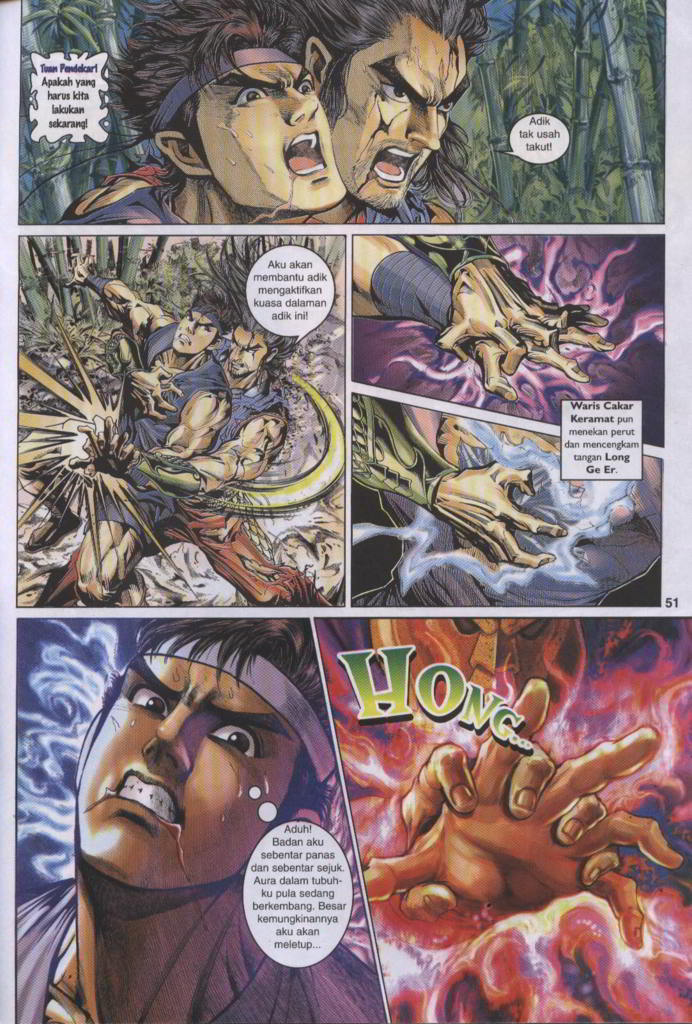 Tuan Pendekar!
Apakah yang
harus kita
lakukan
sekarang!
Adik
tak usah
takut!
Aku akan
membantu adik
mengaktifkan
kuasa dalaman
adik ini!
Waris Cakar
Keramat pun
menekan perut
dan mencengkam
tangan Long
Ge Er.
51
Aduh!
Badan aku
sebentar panas
dan sebentar sejuk.
Aura dalam tubuh-
ku pula sedang
berkembang. Besar
kemungkinannya
aku akan
meletup...
HONG...